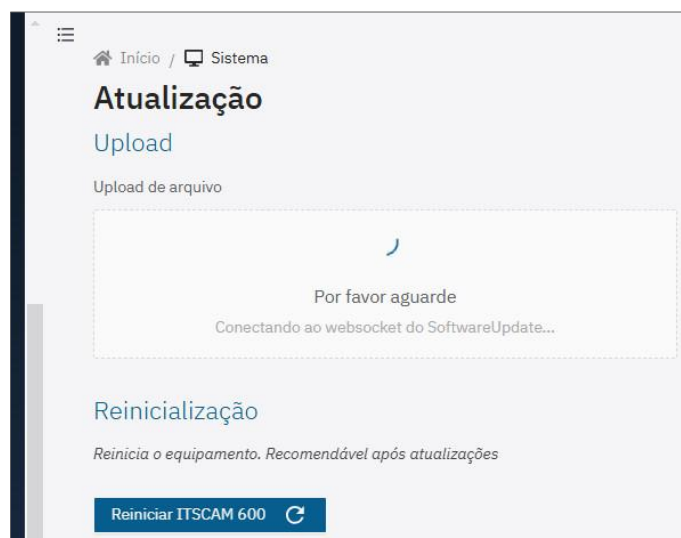 Início / Sistema
Atualização
Upload
Upload de arquivo
Por favor aguarde
Conectando ao websocket do SoftwareUpdate...
Reinicialização
Reinicia o equipamento. Recomendável após atualizações
Reiniciar ITSCAM 600